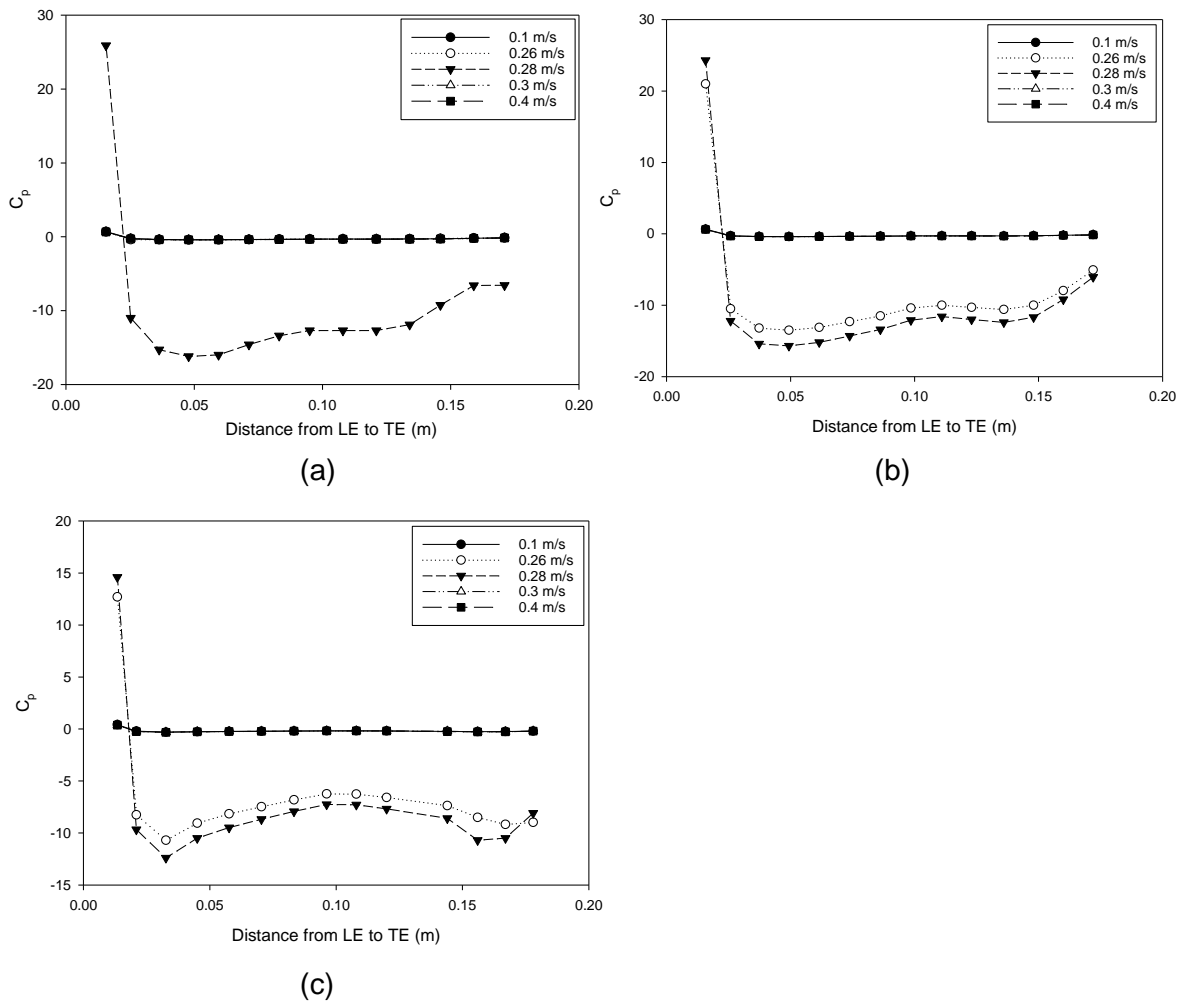 30
20
10
0
-10
-20
C_p
0.00 0.05 0.10 0.15 0.20
Distance from LE to TE (m)
0.1 m/s
0.26 m/s
0.28 m/s
0.3 m/s
0.4 m/s
(a)
30
20
10
0
-10
-20
C_p
0.00 0.05 0.10 0.15 0.20
Distance from LE to TE (m)
0.1 m/s
0.26 m/s
0.28 m/s
0.3 m/s
0.4 m/s
(b)
20
15
10
5
0
-5
-10
-15
C_p
0.00 0.05 0.10 0.15 0.20
Distance from LE to TE (m)
0.1 m/s
0.26 m/s
0.28 m/s
0.3 m/s
0.4 m/s
(c)